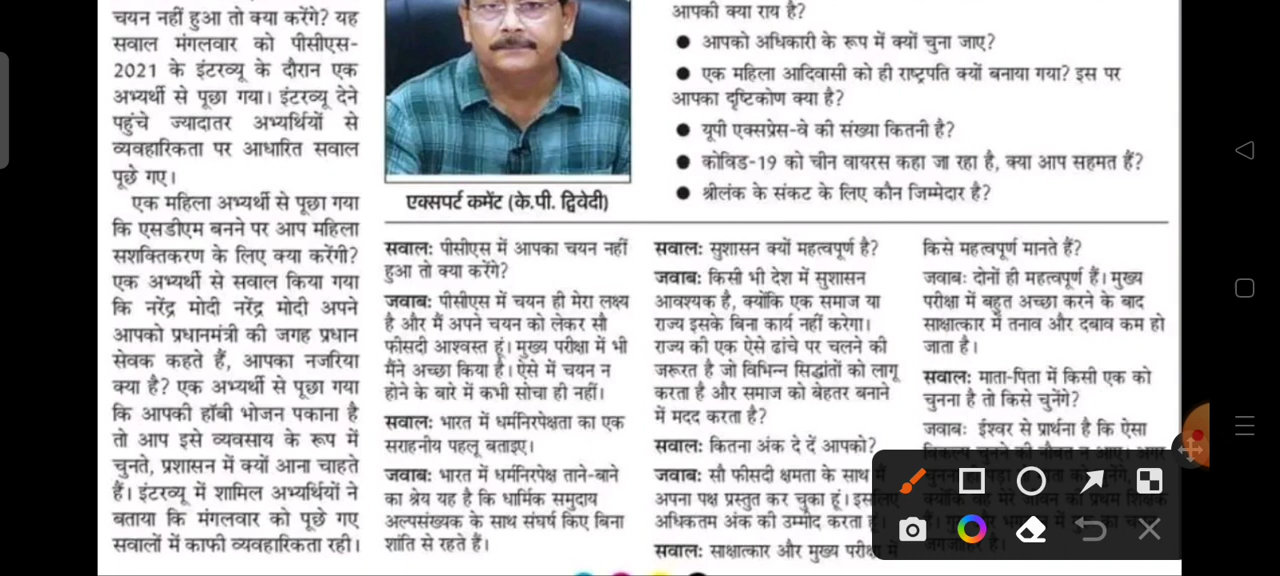 चयन नहीं हुआ तो क्या करेंगे? यह
सवाल मंगलवार को पीसीएस-
2021 के इंटरव्यू के दौरान एक
अभ्यर्थी से पूछा गया। इंटरव्यू देने
पहुंचे ज्यादातर अभ्यर्थियों से
व्यवहारिकता पर आधारित सवाल
पूछे गए।
एक महिला अभ्यर्थी से पूछा गया
कि एसडीएम बनने पर आप महिला
सशक्तिकरण के लिए क्या करेंगी?
एक अभ्यर्थी से सवाल किया गया
कि नरेंद्र मोदी नरेंद्र मोदी अपने
आपको प्रधानमंत्री की जगह प्रधान
सेवक कहते हैं, आपका नजरिया
क्या है? एक अभ्यर्थी से पूछा गया
कि आपकी हॉबी भोजन पकाना है
तो आप इसे व्यवसाय के रूप में
चुनते, प्रशासन में क्यों आना चाहते
हैं। इंटरव्यू में शामिल अभ्यर्थियों ने
बताया कि मंगलवार को पूछे गए
सवालों में काफी व्यवहारिकता रही।
एक्सपर्ट कमेंट (के.पी. द्विवेदी)
आपकी क्या राय है?
● आपको अधिकारी के रूप में क्यों चुना जाए?
● एक महिला आदिवासी को ही राष्ट्रपति क्यों बनाया गया? इस पर
आपका दृष्टिकोण क्या है?
● यूपी एक्सप्रेस-वे की संख्या कितनी है?
● कोविड-19 को चीन वायरस कहा जा रहा है, क्या आप सहमत हैं?
● श्रीलंक के संकट के लिए कौन जिम्मेदार है?
सवाल: पीसीएस में आपका चयन नहीं
हुआ तो क्या करेंगे?
जवाब: पीसीएस में चयन ही मेरा लक्ष्य
है और मैं अपने चयन को लेकर सौ
फीसदी आश्वस्त हूं। मुख्य परीक्षा में भी
मैंने अच्छा किया है। ऐसे में चयन न
होने के बारे में कभी सोचा ही नहीं।
सवाल: भारत में धर्मनिरपेक्षता का एक
सराहनीय पहलू बताइए।
जवाब: भारत में धर्मनिरपेक्ष ताने-बाने
का श्रेय यह है कि धार्मिक समुदाय
अल्पसंख्यक के साथ संघर्ष किए बिना
शांति से रहते हैं।
सवाल: सुशासन क्यों महत्वपूर्ण है?
जवाब: किसी भी देश में सुशासन
आवश्यक है, क्योंकि एक समाज या
राज्य इसके बिना कार्य नहीं करेगा।
राज्य की एक ऐसे ढांचे पर चलने की
जरूरत है जो विभिन्न सिद्धांतों को लागू
करता है और समाज को बेहतर बनाने
में मदद करता है?
सवाल: कितना अंक दे दें आपको?
जवाब: सौ फीसदी क्षमता के साथ मैं
अपना पक्ष प्रस्तुत कर चुका हूं। इसलिए
अधिकतम अंक की उम्मीद करता हूं।
सवाल: साक्षात्कार और मुख्य परीक्षा में
किसे महत्वपूर्ण मानते हैं?
जवाबः दोनों ही महत्वपूर्ण हैं। मुख्य
परीक्षा में बहुत अच्छा करने के बाद
साक्षात्कार में तनाव और दबाव कम हो
जाता है।
सवाल: माता-पिता में किसी एक को
चुनना है तो किसे चुनेंगे?
जवाबः ईश्वर से प्रार्थना है कि ऐसा
विकल्प चुनने की नौबत न आए। अगर